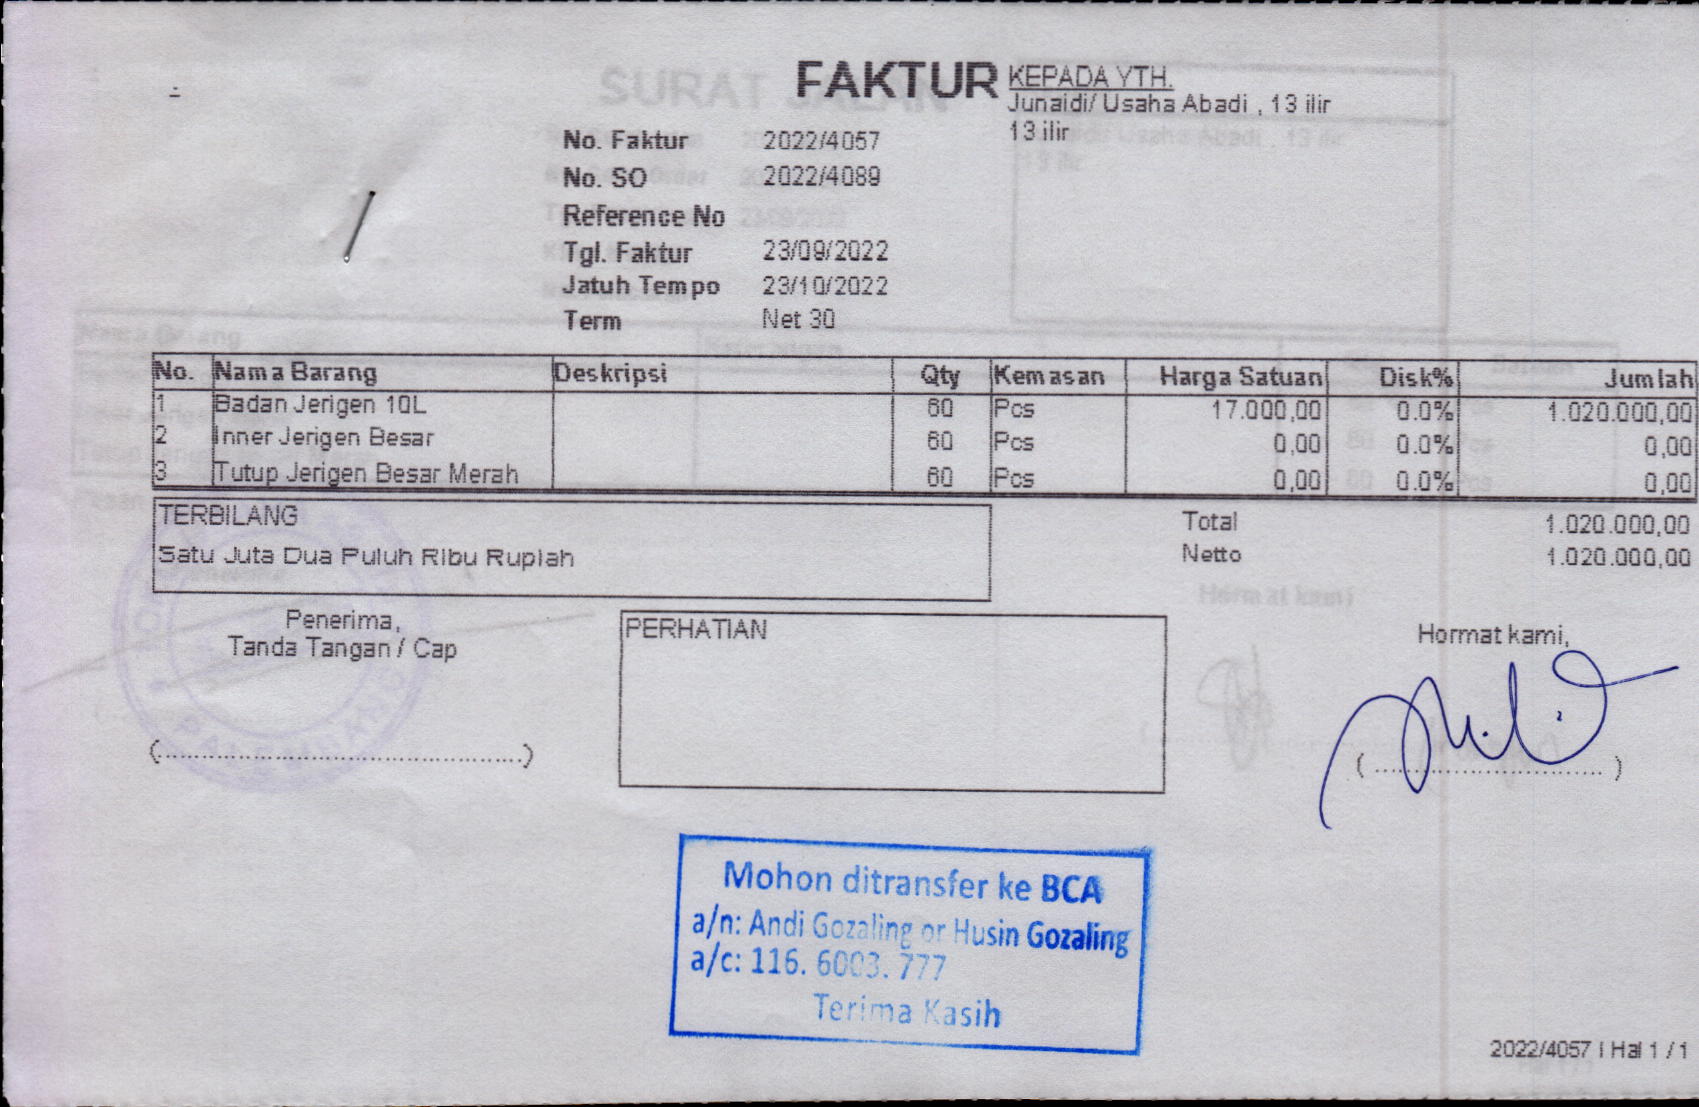 FAKTUR
KEPADA YTH.
Junaidi/ Usaha Abadi , 13 ilir
13 ilir
No. Faktur 2022/4057
No. SO 2022/4089
Reference No
Tgl. Faktur 23/09/2022
Jatuh Tempo 23/10/2022
Term Net 30
No. Nama Barang Deskripsi Qty Kemasan Harga Satuan Disk% Jumlah
1 Badan Jerigen 10L 60 Pcs 17.000,00 0.0% 1.020.000,00
2 Inner Jerigen Besar 60 Pcs 0,00 0.0% 0,00
3 Tutup Jerigen Besar Merah 60 Pcs 0,00 0.0% 0,00
TERBILANG
Satu Juta Dua Puluh Ribu Rupiah
Total 1.020.000,00
Netto 1.020.000,00
Penerima,
Tanda Tangan / Cap
PERHATIAN
Hormat kami,
Mohon ditransfer ke BCA
a/n: Andi Gozaling or Husin Gozaling
a/c: 116. 6003. 777
Terima Kasih
2022/4057 | Hal 1 / 1